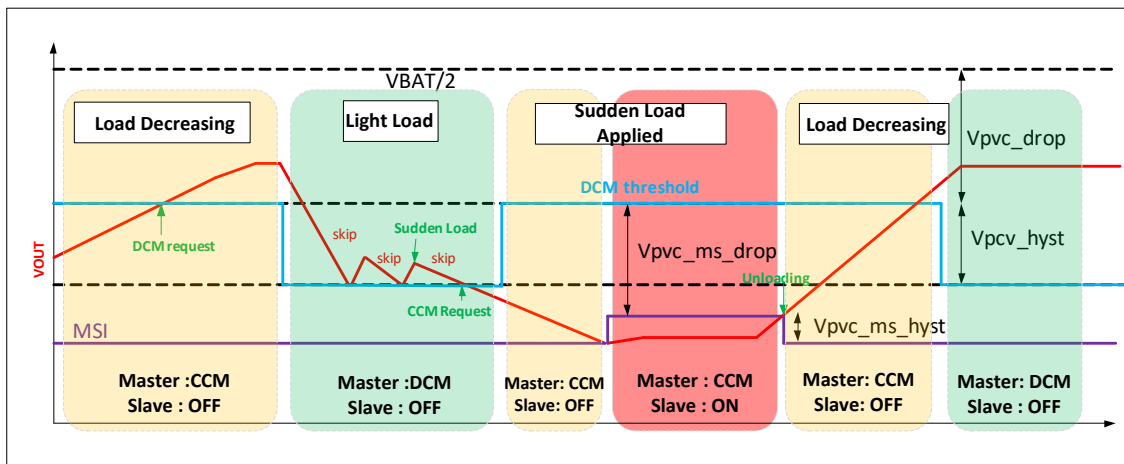 VBAT/2
Load Decreasing
Light Load
Sudden Load
Applied
Load Decreasing
Vpvc_drop
DCM threshold
DCM request
skip
skip
Sudden Load
skip
Vpvc_ms_drop
Vpcv_hyst
VOUT
CCM Request
Unloading
MSI
Vpvc_ms_hyst
Master :CCM
Slave : OFF
Master :DCM
Slave : OFF
Master: CCM
Slave: OFF
Master : CCM
Slave : ON
Master: CCM
Slave: OFF
Master: DCM
Slave : OFF